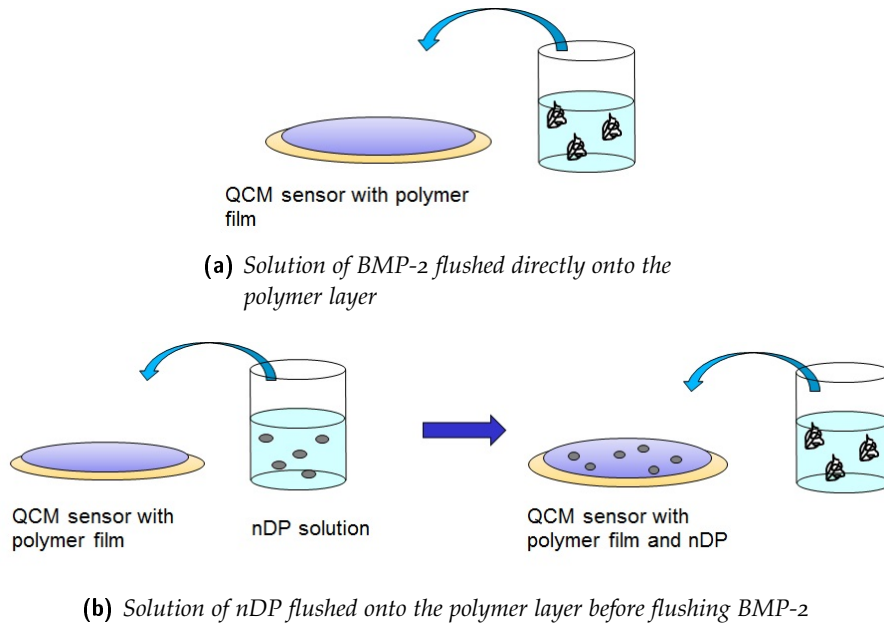 QCM sensor with polymer
film
(a) Solution of BMP-2 flushed directly onto the
polymer layer
QCM sensor with
polymer film
nDP solution
QCM sensor with
polymer film and nDP
(b) Solution of nDP flushed onto the polymer layer before flushing BMP-2